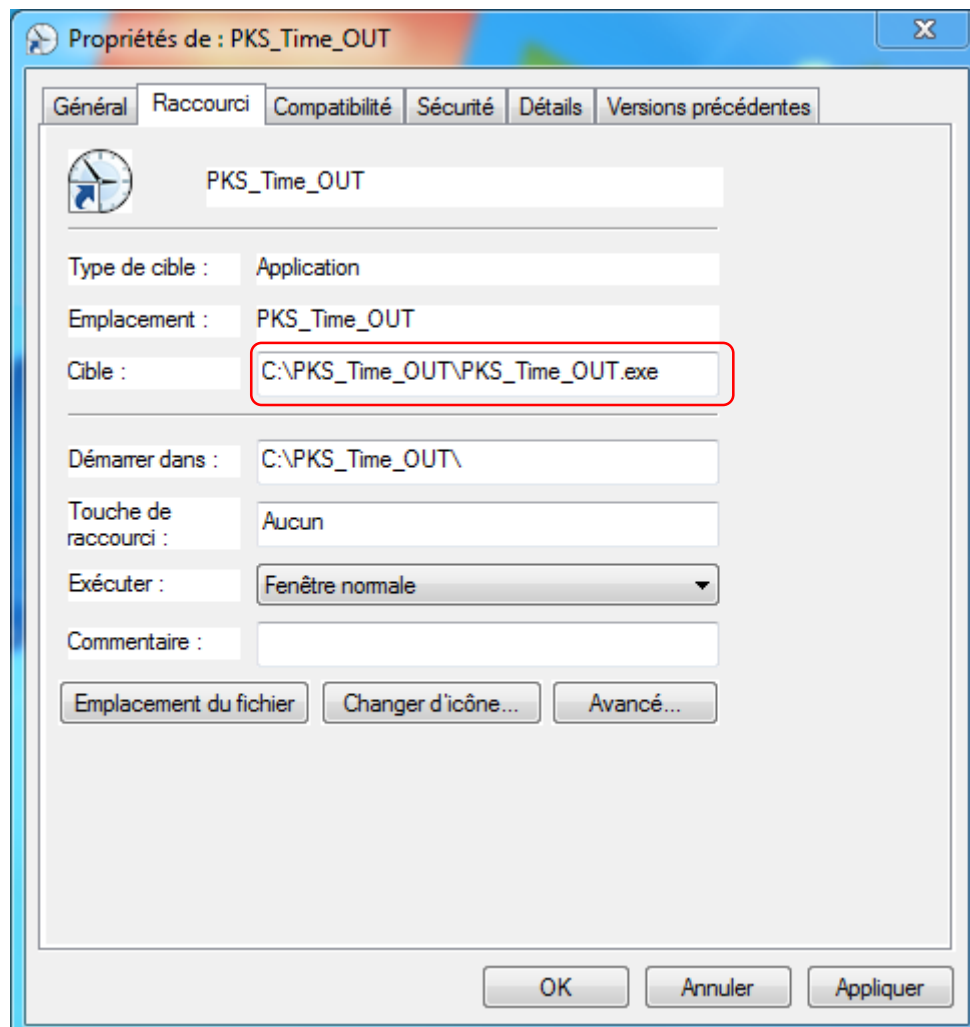 Propriétés de : PKS_Time_OUT
X
Général Raccourci Compatibilité Sécurité Détails Versions précédentes
PKS_Time_OUT
Type de cible : Application
Emplacement : PKS_Time_OUT
Cible : C:\PKS_Time_OUT\PKS_Time_OUT.exe
Démarrer dans : C:\PKS_Time_OUT\
Touche de
raccourci : Aucun
Exécuter : Fenêtre normale
Commentaire :
Emplacement du fichier Changer d'icône... Avancé...
OK Annuler Appliquer